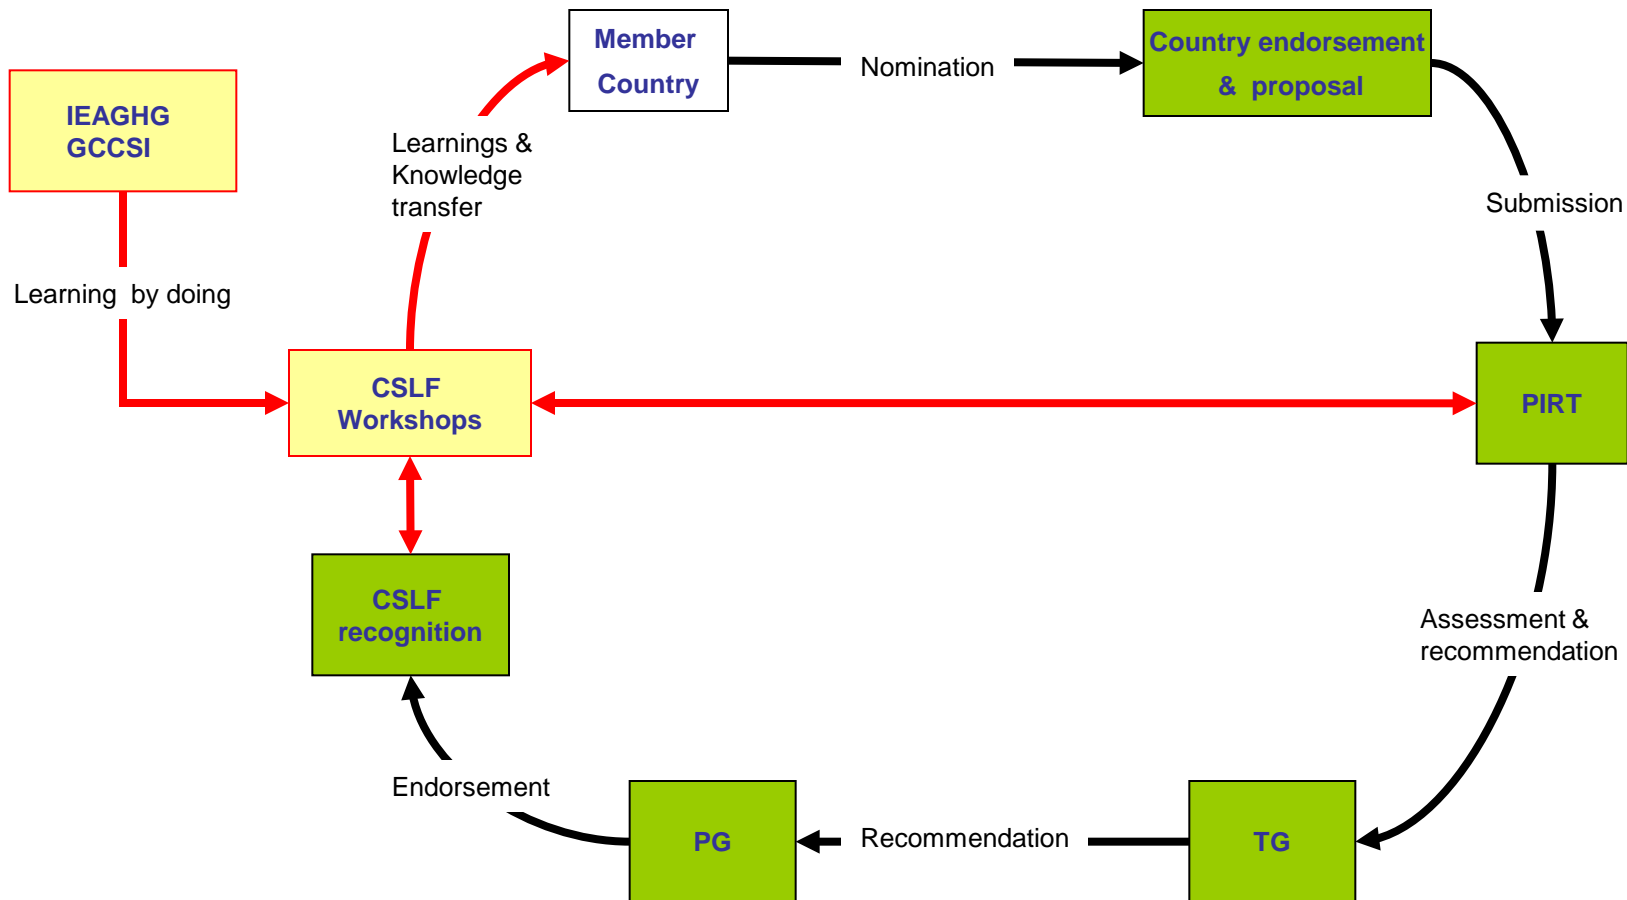 Member
Country
Nomination
Country endorsement
& proposal
IEAGHG
GCCSI
Learnings &
Knowledge
transfer
Submission
Learning by doing
CSLF
Workshops
PIRT
CSLF
recognition
Assessment &
recommendation
Endorsement
PG
Recommendation
TG